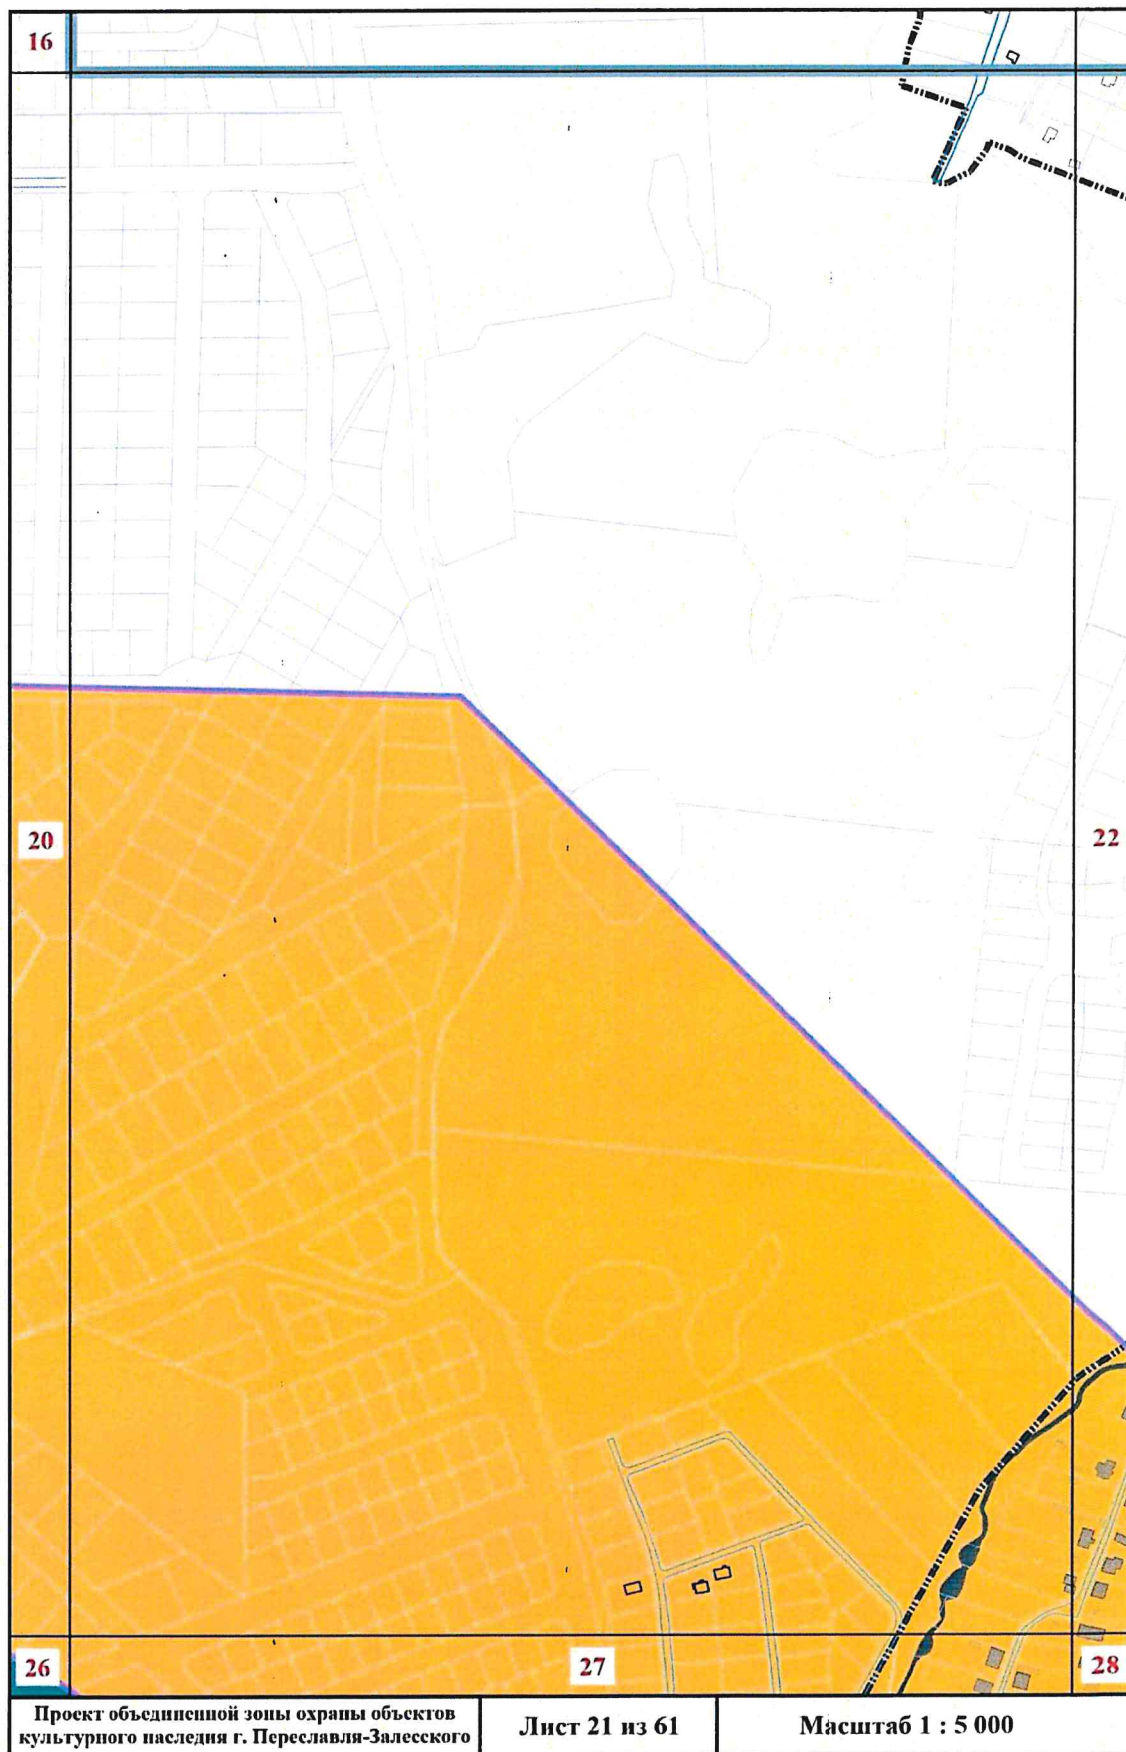 16
20
22
26
27
28
Проект объединенной зоны охраны объектов
культурного наследия г. Переславля-Залесского
Лист 21 из 61
Масштаб 1 : 5 000